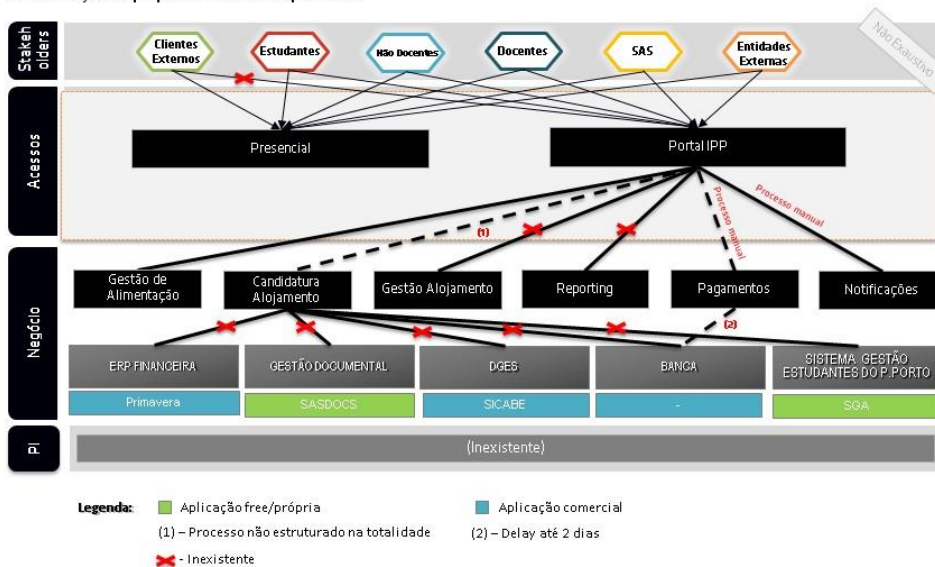 Stakeh
olders
Clientes
Externos
Estudantes
Não Docentes
Docentes
SAS
Entidades
Externas
Não Exaustivo
Acessos
Presencial
Portal IPP
(1)
Processo manual
Processo manual
Negócio
Gestão de
Alimentação
Candidatura
Alojamento
Gestão Alojamento
Reporting
Pagamentos
Notificações
(2)
ERP FINANCEIRA
GESTÃO DOCUMENTAL
DGES
BANCA
SISTEMA GESTÃO
ESTUDANTES DO P.PORTO
Primavera
SASDOCS
SICABE
-
SGA
PI
(Inexistente)
Legenda:
Aplicação free/própria
Aplicação comercial
(1) – Processo não estruturado na totalidade
(2) – Delay até 2 dias
- Inexistente